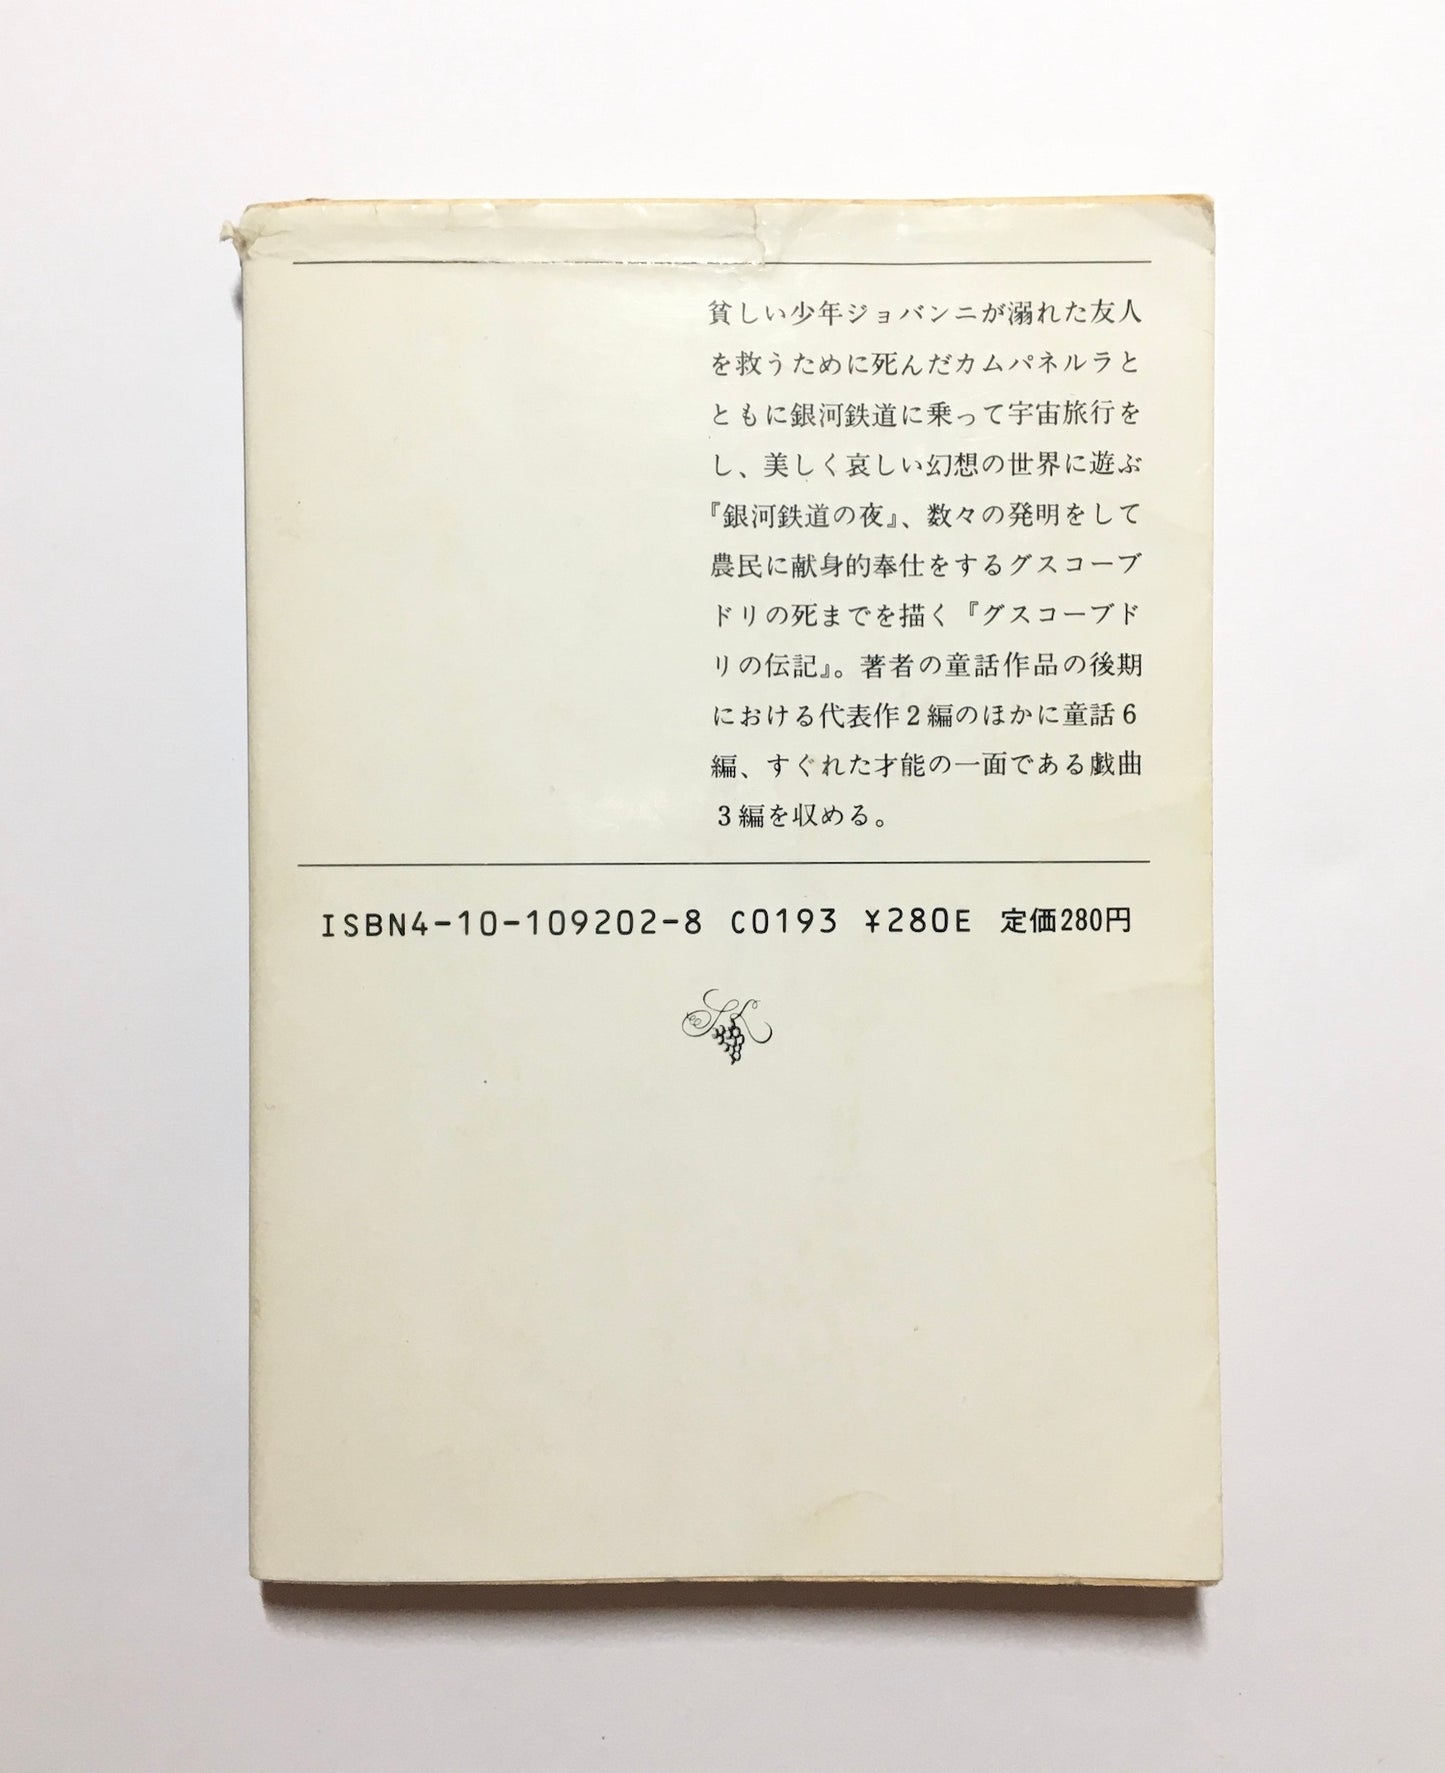 貧しい少年ジョバンニが溺れた友人
を救うために死んだカムパネルラと
ともに銀河鉄道に乗って宇宙旅行を
し、美しく哀しい幻想の世界に遊ぶ
『銀河鉄道の夜』、数々の発明をして
農民に献身的奉仕をするグスコーブ
ドリの死までを描く『グスコーブド
リの伝記』。著者の童話作品の後期
における代表作2編のほかに童話6
編、すぐれた才能の一面である戯曲
3編を収める。
ISBN4-10-109202-8 C0193 ¥280E 定価280円
SK